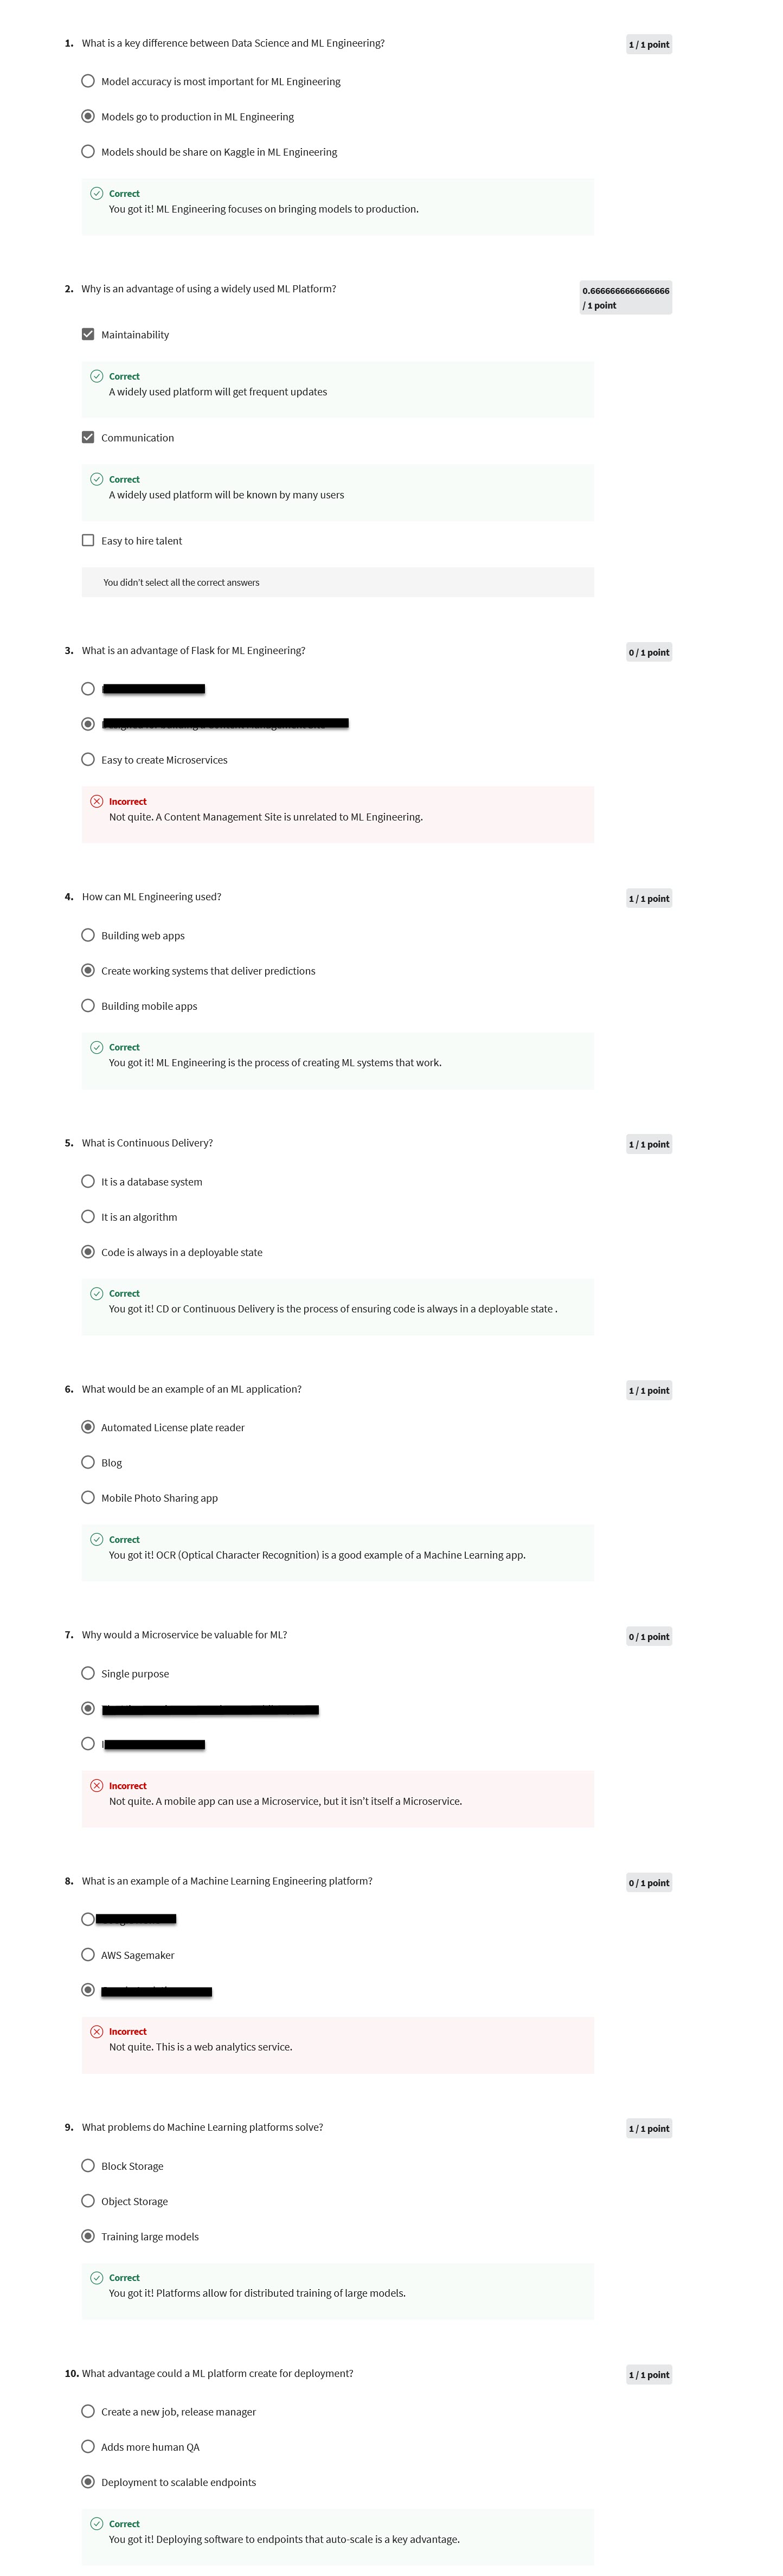 1. What is a key difference between Data Science and ML Engineering?
1 / 1 point
Model accuracy is most important for ML Engineering
Models go to production in ML Engineering
Models should be share on Kaggle in ML Engineering
Correct
You got it! ML Engineering focuses on bringing models to production.
2. Why is an advantage of using a widely used ML Platform?
0.6666666666666666
/ 1 point
Maintainability
Correct
A widely used platform will get frequent updates
Communication
Correct
A widely used platform will be known by many users
Easy to hire talent
You didn't select all the correct answers
3. What is an advantage of Flask for ML Engineering?
0 / 1 point
Easy to create Microservices
Incorrect
Not quite. A Content Management Site is unrelated to ML Engineering.
4. How can ML Engineering used?
1 / 1 point
Building web apps
Create working systems that deliver predictions
Building mobile apps
Correct
You got it! ML Engineering is the process of creating ML systems that work.
5. What is Continuous Delivery?
1 / 1 point
It is a database system
It is an algorithm
Code is always in a deployable state
Correct
You got it! CD or Continuous Delivery is the process of ensuring code is always in a deployable state .
6. What would be an example of an ML application?
1 / 1 point
Automated License plate reader
Blog
Mobile Photo Sharing app
Correct
You got it! OCR (Optical Character Recognition) is a good example of a Machine Learning app.
7. Why would a Microservice be valuable for ML?
0 / 1 point
Single purpose
Incorrect
Not quite. A mobile app can use a Microservice, but it isn't itself a Microservice.
8. What is an example of a Machine Learning Engineering platform?
0 / 1 point
AWS Sagemaker
Incorrect
Not quite. This is a web analytics service.
9. What problems do Machine Learning platforms solve?
1 / 1 point
Block Storage
Object Storage
Training large models
Correct
You got it! Platforms allow for distributed training of large models.
10. What advantage could a ML platform create for deployment?
1 / 1 point
Create a new job, release manager
Adds more human QA
Deployment to scalable endpoints
Correct
You got it! Deploying software to endpoints that auto-scale is a key advantage.